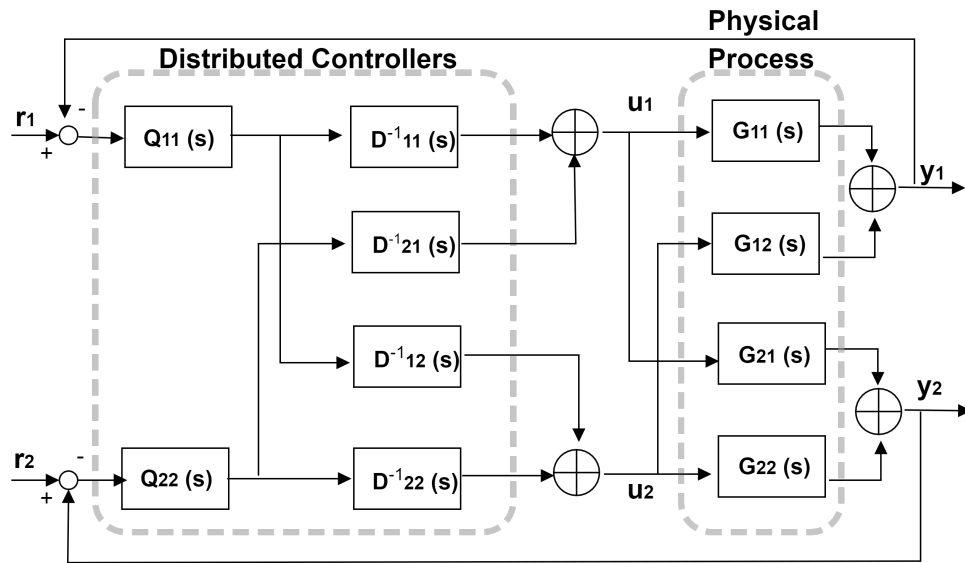 Physical
Process
Distributed Controllers
r1
-
+
Q11 (s)
D-111 (s)
u1
G11 (s)
y1
D-121 (s)
G12 (s)
D-112 (s)
G21 (s)
y2
r2
-
+
Q22 (s)
D-122 (s)
u2
G22 (s)